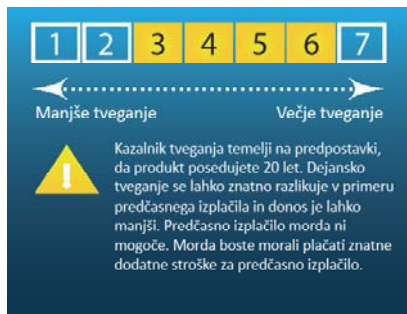 1 2 3 4 5 6 7
Manjše tveganje Večje tveganje
Kazalnik tveganja temelji na predpostavki,
da produkt posedujete 20 let. Dejansko
tveganje se lahko znatno razlikuje v primeru
predčasnega izplačila in donos je lahko
manjši. Predčasno izplačilo morda ni
mogoče. Morda boste morali plačati znatne
dodatne stroške za predčasno izplačilo.